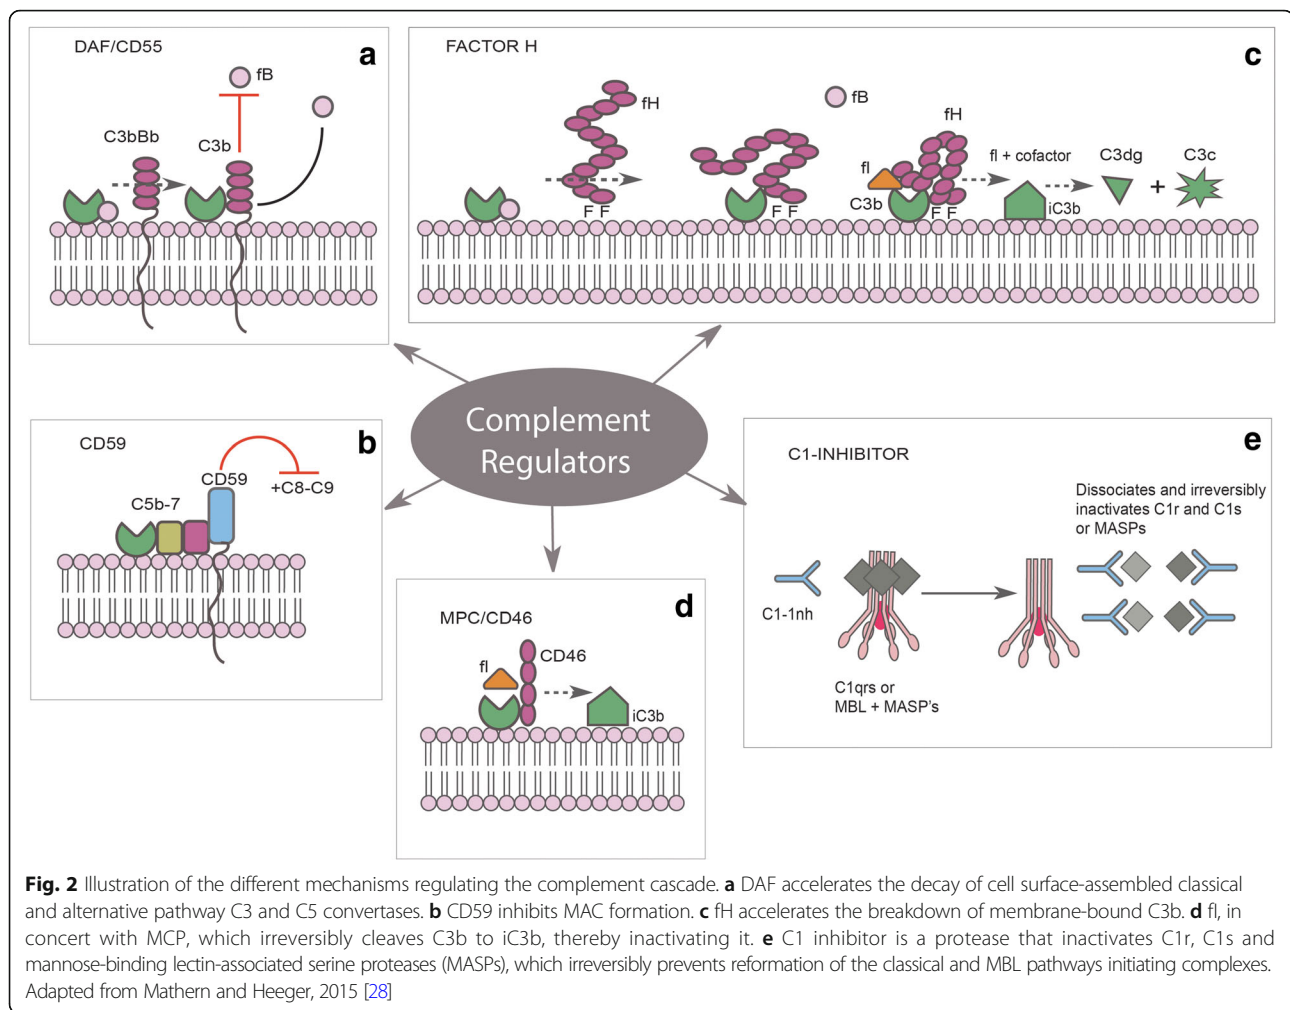 DAF/CD55
a
fB
C3bBb
C3b
FACTOR H
c
fH
fB
fH
fI + cofactor
C3dg
C3c
fI
C3b
+
iC3b
F F
F F
F F
Complement
Regulators
CD59
b
CD59
+C8-C9
C5b-7
MPC/CD46
d
fI
CD46
iC3b
C1-INHIBITOR
e
Dissociates and irreversibly
inactivates C1r and C1s
or MASPs
C1-1nh
C1qrs or
MBL + MASP's
Fig. 2 Illustration of the different mechanisms regulating the complement cascade. a DAF accelerates the decay of cell surface-assembled classical
and alternative pathway C3 and C5 convertases. b CD59 inhibits MAC formation. c fH accelerates the breakdown of membrane-bound C3b. d fI, in
concert with MCP, which irreversibly cleaves C3b to iC3b, thereby inactivating it. e C1 inhibitor is a protease that inactivates C1r, C1s and
mannose-binding lectin-associated serine proteases (MASPs), which irreversibly prevents reformation of the classical and MBL pathways initiating complexes.
Adapted from Mathern and Heeger, 2015 [28]